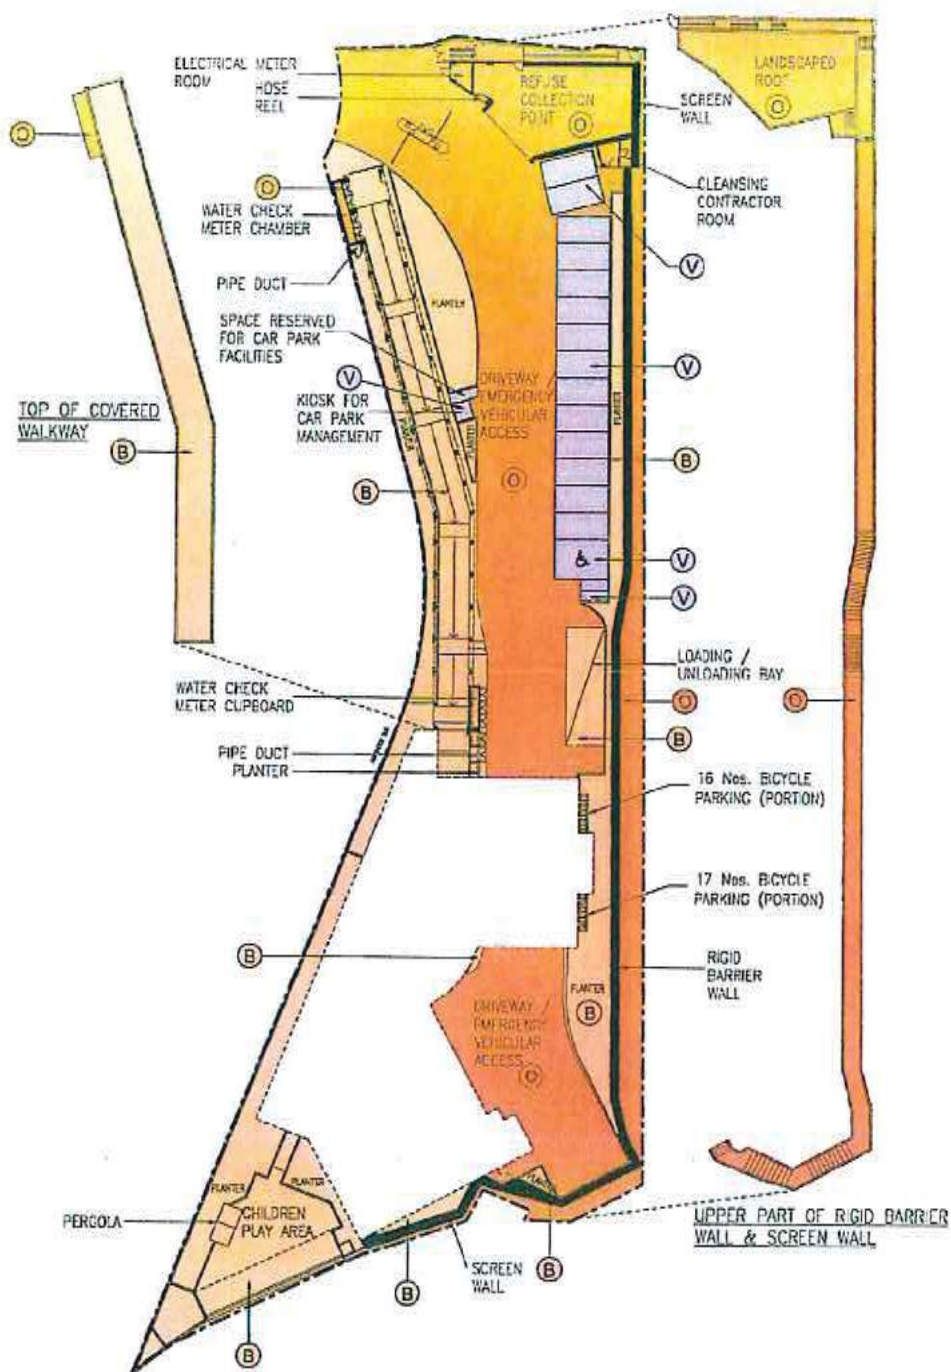 ELECTRICAL METER
ROOM
HOSE
REEL
REFUSE
COLLECTION
POINT
O
SCREEN
WALL
LANDSCAPED
ROOF
O
O
CLEANSING
CONTRACTOR
ROOM
O
WATER CHECK
METER CHAMBER
V
PIPE DUCT
PLANTER
SPACE RESERVED
FOR CAR PARK
FACILITIES
V
KIOSK FOR
CAR PARK
MANAGEMENT
DRIVEWAY /
EMERGENCY
VEHICULAR
ACCESS
O
V
PLANTER
PLANTER
PLANTER
TOP OF COVERED
WALKWAY
B
B
B
V
V
WATER CHECK
METER CUPBOARD
LOADING /
UNLOADING BAY
O
O
B
PIPE DUCT
PLANTER
16 Nos. BICYCLE
PARKING (PORTION)
17 Nos. BICYCLE
PARKING (PORTION)
B
RIGID
BARRIER
WALL
PLANTER
B
DRIVEWAY /
EMERGENCY
VEHICULAR
ACCESS
O
PLANTER
PLANTER
PERGOLA
CHILDREN
PLAY AREA
B
B
SCREEN
WALL
B
UPPER PART OF RIGID BARRIER
WALL & SCREEN WALL